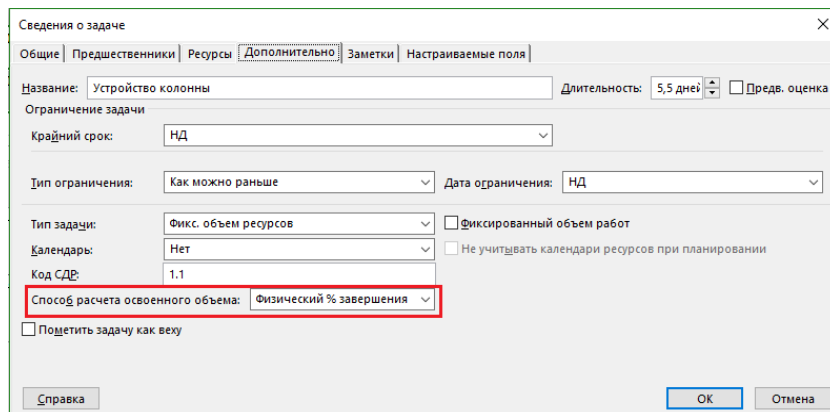 Сведения о задаче
Общие Предшественники Ресурсы Дополнительно Заметки Настраиваемые поля
Название: Устройство колонны Длительность: 5,5 дней Предв. оценка
Ограничение задачи
Крайний срок: НД
Тип ограничения: Как можно раньше Дата ограничения: НД
Тип задачи: Фикс. объем ресурсов Фиксированный объем работ
Календарь: Нет Не учитывать календари ресурсов при планировании
Код СДР: 1.1
Способ расчета освоенного объема: Физический % завершения
Пометить задачу как веху
Справка ОК Отмена